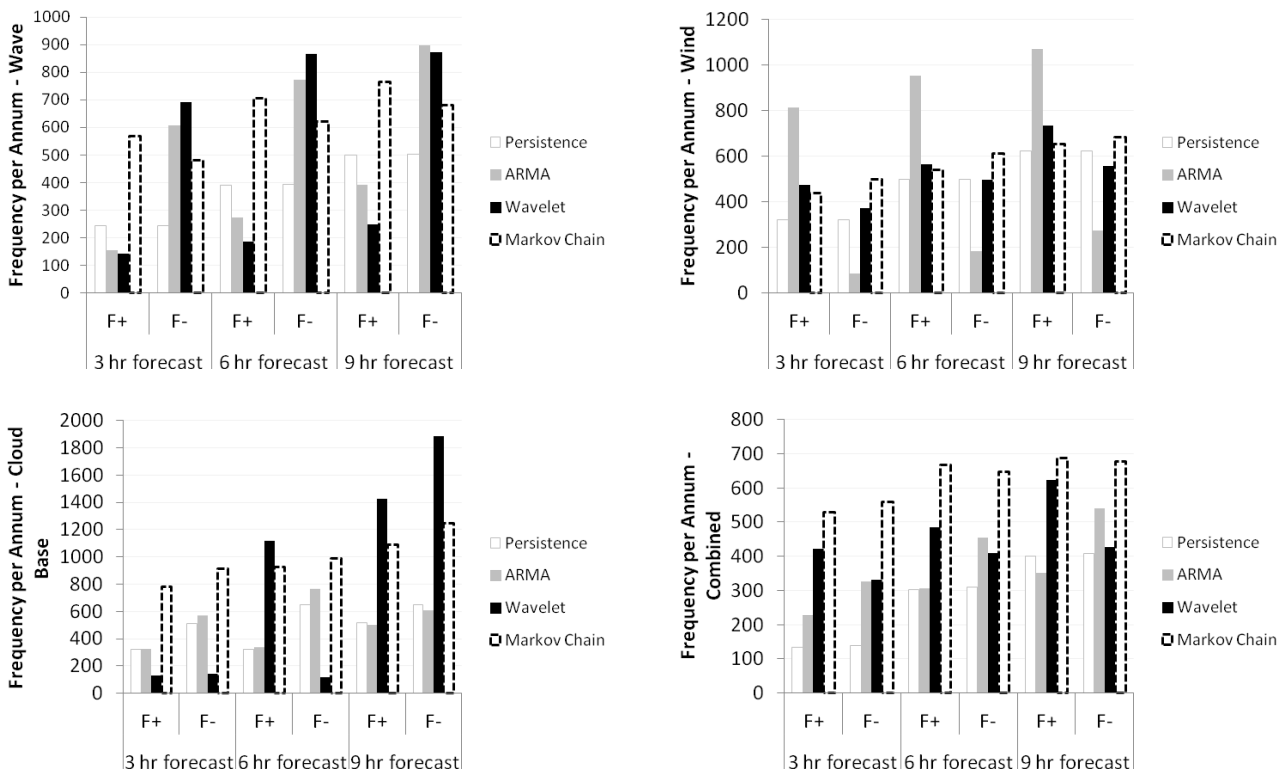 Frequency per Annum - Wave
1000
900
800
700
600
500
400
300
200
100
0
F+ F- F+ F- F+ F-
3 hr forecast 6 hr forecast 9 hr forecast
Persistence
ARMA
Wavelet
Markov Chain
Frequency per Annum - Wind
1200
1000
800
600
400
200
0
F+ F- F+ F- F+ F-
3 hr forecast 6 hr forecast 9 hr forecast
Persistence
ARMA
Wavelet
Markov Chain
Frequency per Annum - Cloud
Base
2000
1800
1600
1400
1200
1000
800
600
400
200
0
F+ F- F+ F- F+ F-
3 hr forecast 6 hr forecast 9 hr forecast
Persistence
ARMA
Wavelet
Markov Chain
Frequency per Annum -
Combined
800
700
600
500
400
300
200
100
0
F+ F- F+ F- F+ F-
3 hr forecast 6 hr forecast 9 hr forecast
Persistence
ARMA
Wavelet
Markov Chain